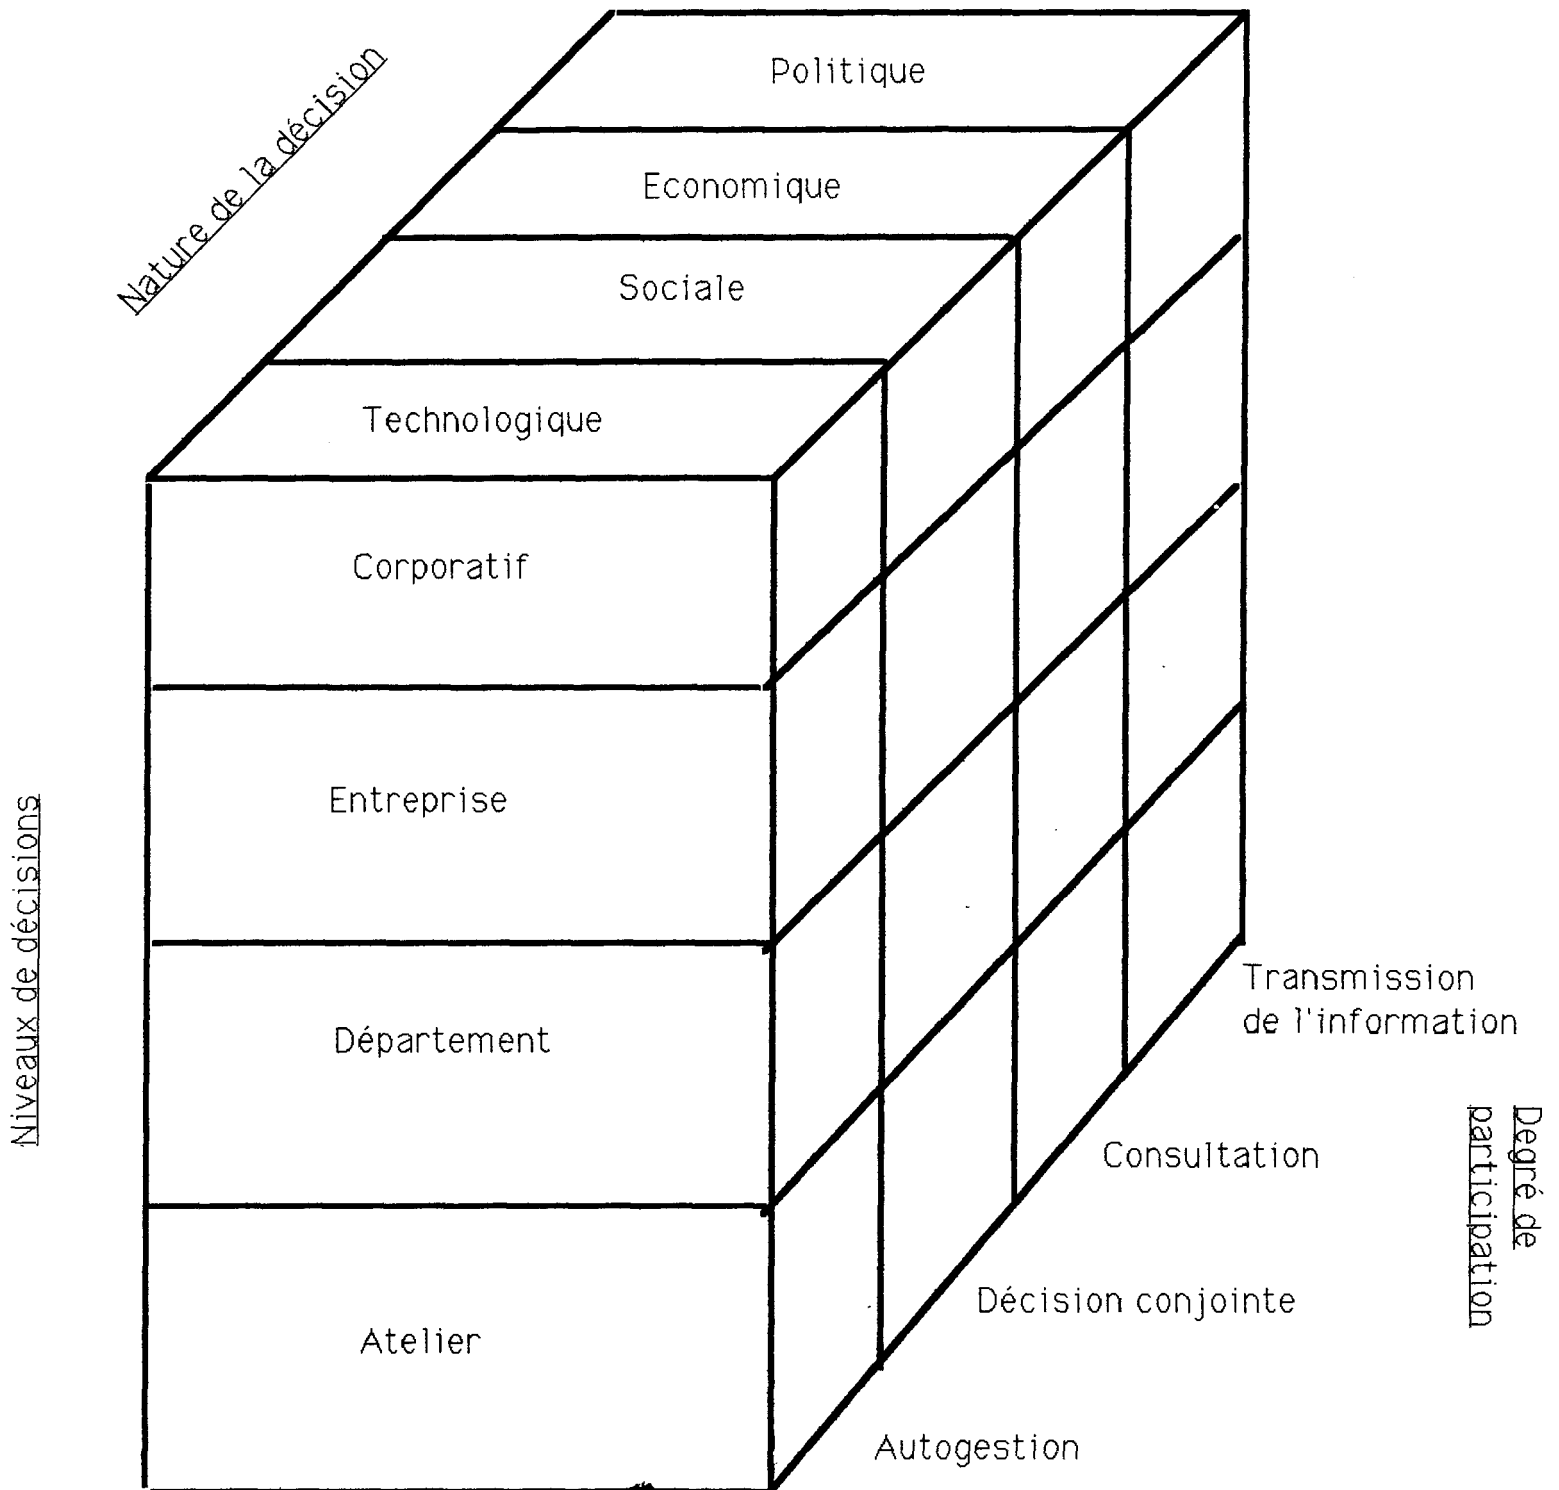 Nature de la décision
Politique
Economique
Sociale
Technologique
Corporatif
Entreprise
Département
Atelier
Niveaux de décisions
Transmission
de l'information
Consultation
Décision conjointe
Autogestion
Degré de
participation